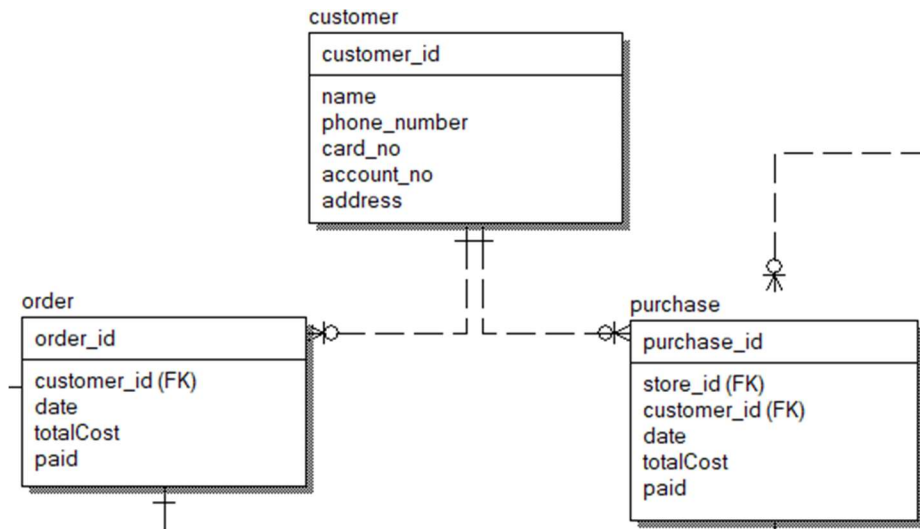 customer
customer_id
name
phone_number
card_no
account_no
address
order
order_id
customer_id (FK)
date
totalCost
paid
purchase
purchase_id
store_id (FK)
customer_id (FK)
date
totalCost
paid